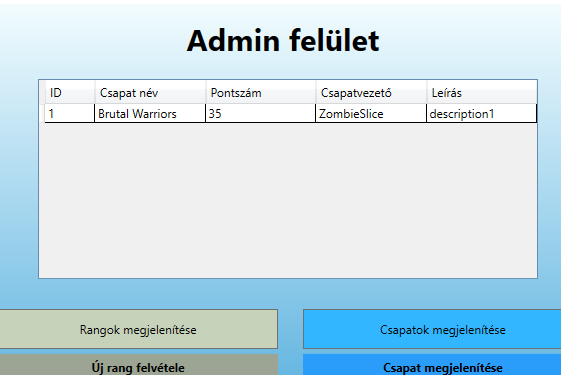 Admin felület
ID Csapat név Pontszám Csapatvezető Leírás
1 Brutal Warriors 35 ZombieSlice description1
Rangok megjelenítése Csapatok megjelenítése
Új rang felvétele Csapat megjelenítése